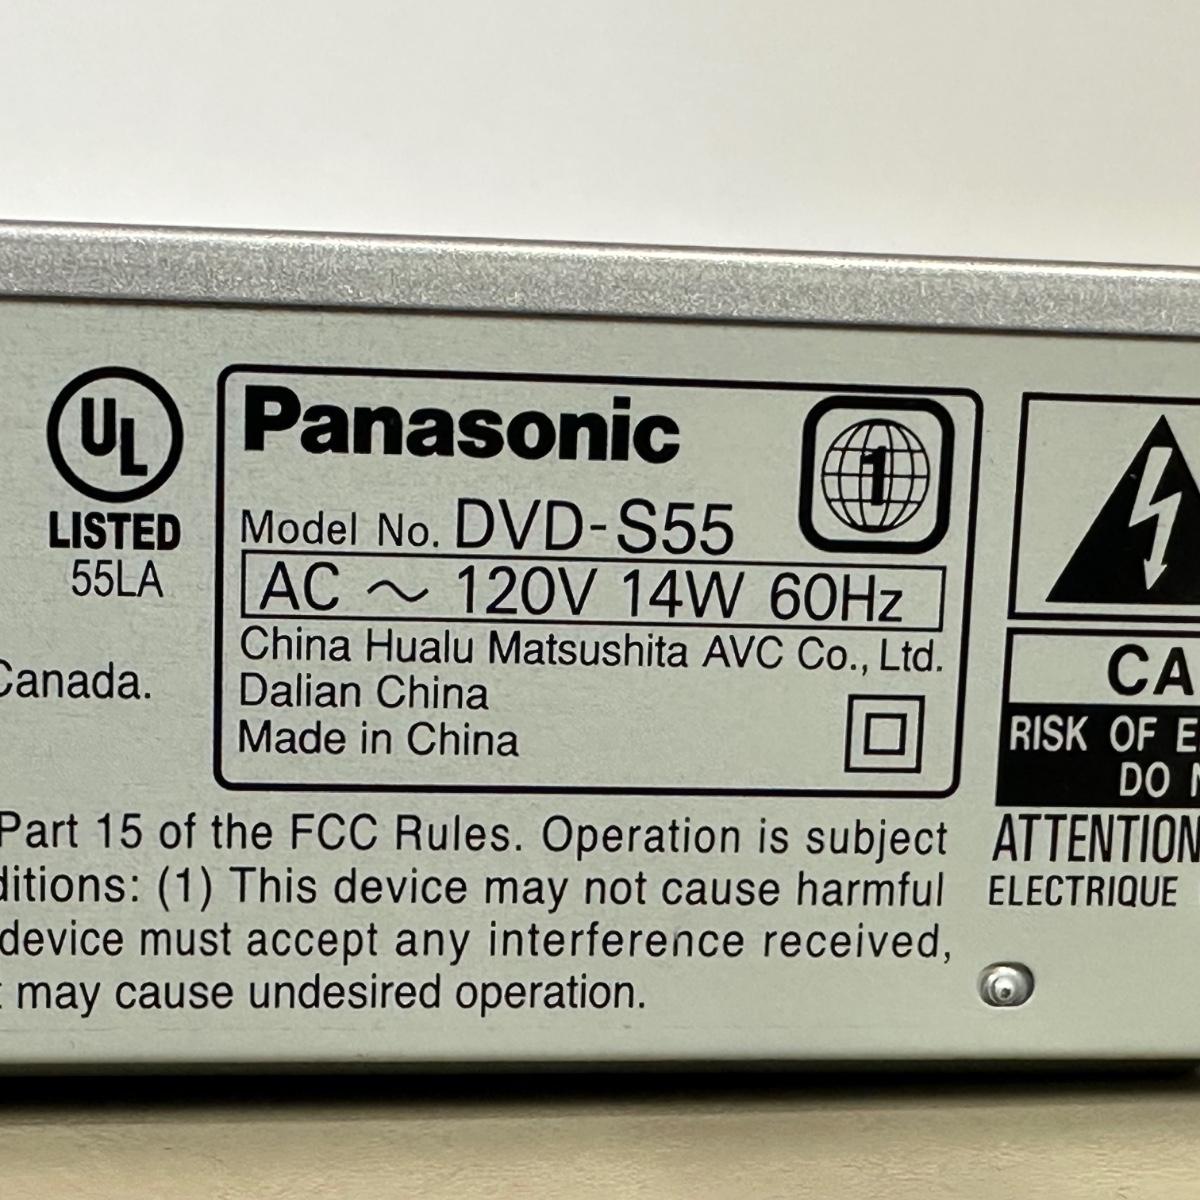 UL
LISTED
55LA
Canada.
Panasonic
1
Model No. DVD-S55
AC ~ 120V 14W 60Hz
China Hualu Matsushita AVC Co., Ltd.
Dalian China
Made in China
Part 15 of the FCC Rules. Operation is subject
(1) This device may not cause harmful
device must accept any interference received,
may cause undesired operation.
RISK OF
DO
ATTENTION
ELECTRIQUE